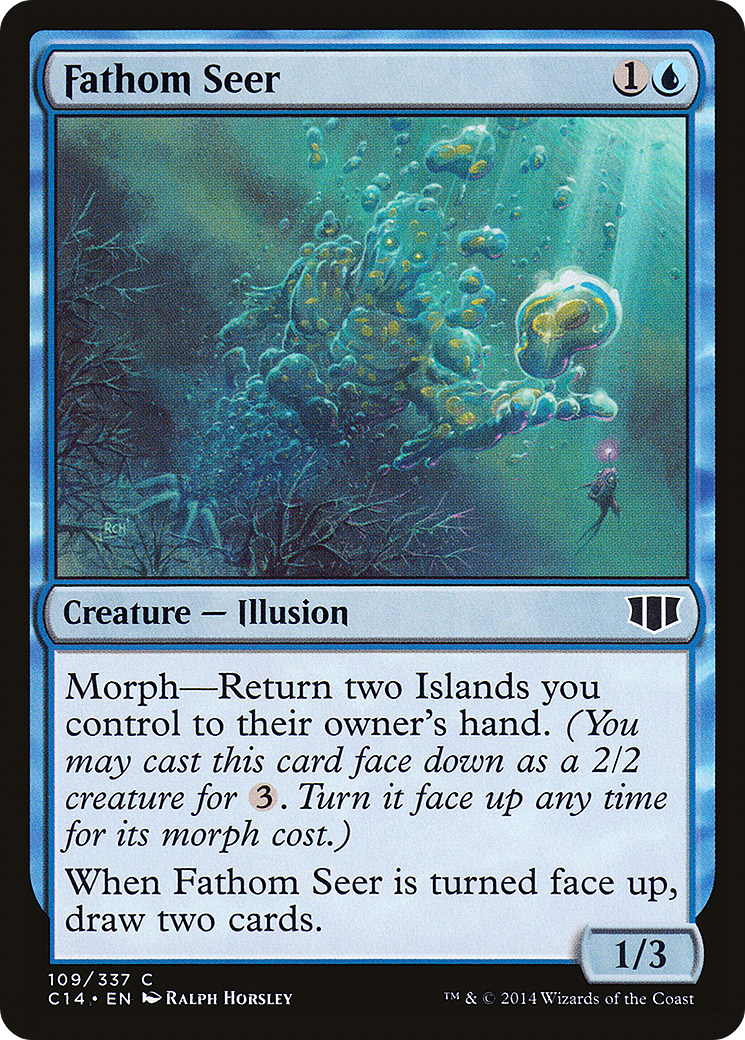 Fathom Seer 1
RCH
Creature — Illusion
Morph—Return two Islands you
control to their owner's hand. (You
may cast this card face down as a 2/2
creature for 3. Turn it face up any time
for its morph cost.)
When Fathom Seer is turned face up,
draw two cards.
1/3
109/337 C
C14 • EN Ralph Horsley
™ & © 2014 Wizards of the Coast